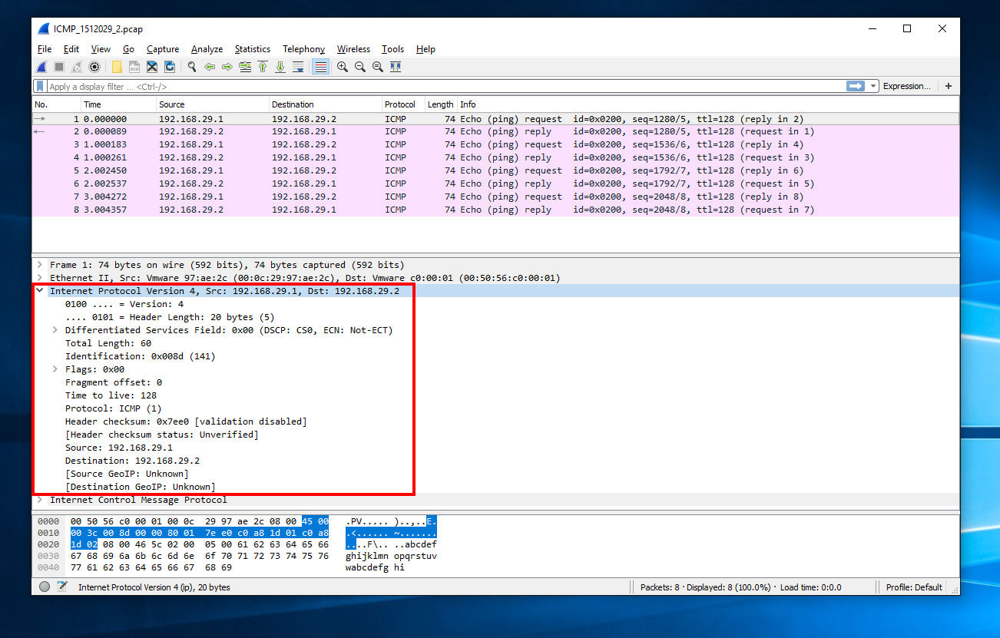 ICMP_1512029_2.pcap
File Edit View Go Capture Analyze Statistics Telephony Wireless Tools Help
Apply a display filter ... <Ctrl-/> Expression... +
No. Time Source Destination Protocol Length Info
1 0.000000 192.168.29.1 192.168.29.2 ICMP 74 Echo (ping) request id=0x0200, seq=1280/5, ttl=128 (reply in 2)
2 0.000089 192.168.29.2 192.168.29.1 ICMP 74 Echo (ping) reply id=0x0200, seq=1280/5, ttl=128 (request in 1)
3 1.000183 192.168.29.1 192.168.29.2 ICMP 74 Echo (ping) request id=0x0200, seq=1536/6, ttl=128 (reply in 4)
4 1.000261 192.168.29.2 192.168.29.1 ICMP 74 Echo (ping) reply id=0x0200, seq=1536/6, ttl=128 (request in 3)
5 2.002450 192.168.29.1 192.168.29.2 ICMP 74 Echo (ping) request id=0x0200, seq=1792/7, ttl=128 (reply in 6)
6 2.002537 192.168.29.2 192.168.29.1 ICMP 74 Echo (ping) reply id=0x0200, seq=1792/7, ttl=128 (request in 5)
7 3.004272 192.168.29.1 192.168.29.2 ICMP 74 Echo (ping) request id=0x0200, seq=2048/8, ttl=128 (reply in 8)
8 3.004357 192.168.29.2 192.168.29.1 ICMP 74 Echo (ping) reply id=0x0200, seq=2048/8, ttl=128 (request in 7)
Frame 1: 74 bytes on wire (592 bits), 74 bytes captured (592 bits)
Ethernet II, Src: Vmware 97:ae:2c (00:0c:29:97:ae:2c), Dst: Vmware c0:00:01 (00:50:56:c0:00:01)
Internet Protocol Version 4, Src: 192.168.29.1, Dst: 192.168.29.2
0100 .... = Version: 4
.... 0101 = Header Length: 20 bytes (5)
Differentiated Services Field: 0x00 (DSCP: CS0, ECN: Not-ECT)
Total Length: 60
Identification: 0x008d (141)
Flags: 0x00
Fragment offset: 0
Time to live: 128
Protocol: ICMP (1)
Header checksum: 0x7ee0 [validation disabled]
[Header checksum status: Unverified]
Source: 192.168.29.1
Destination: 192.168.29.2
[Source GeoIP: Unknown]
[Destination GeoIP: Unknown]
Internet Control Message Protocol
0000 00 50 56 c0 00 01 00 0c 29 97 ae 2c 08 00 45 00 .PV..... )..,..E.
0010 00 3c 00 8d 00 00 80 01 7e e0 c0 a8 1d 01 c0 a8 .<...... ~.......
0020 1d 02 08 00 46 5c 02 00 05 00 61 62 63 64 65 66 ....F\.. ..abcdef
0030 67 68 69 6a 6b 6c 6d 6e 6f 70 71 72 73 74 75 76 ghijklmn opqrstuv
0040 77 61 62 63 64 65 66 67 68 69 wabcdefg hi
Internet Protocol Version 4 (ip), 20 bytes Packets: 8 · Displayed: 8 (100.0%) · Load time: 0:0.0 Profile: Default